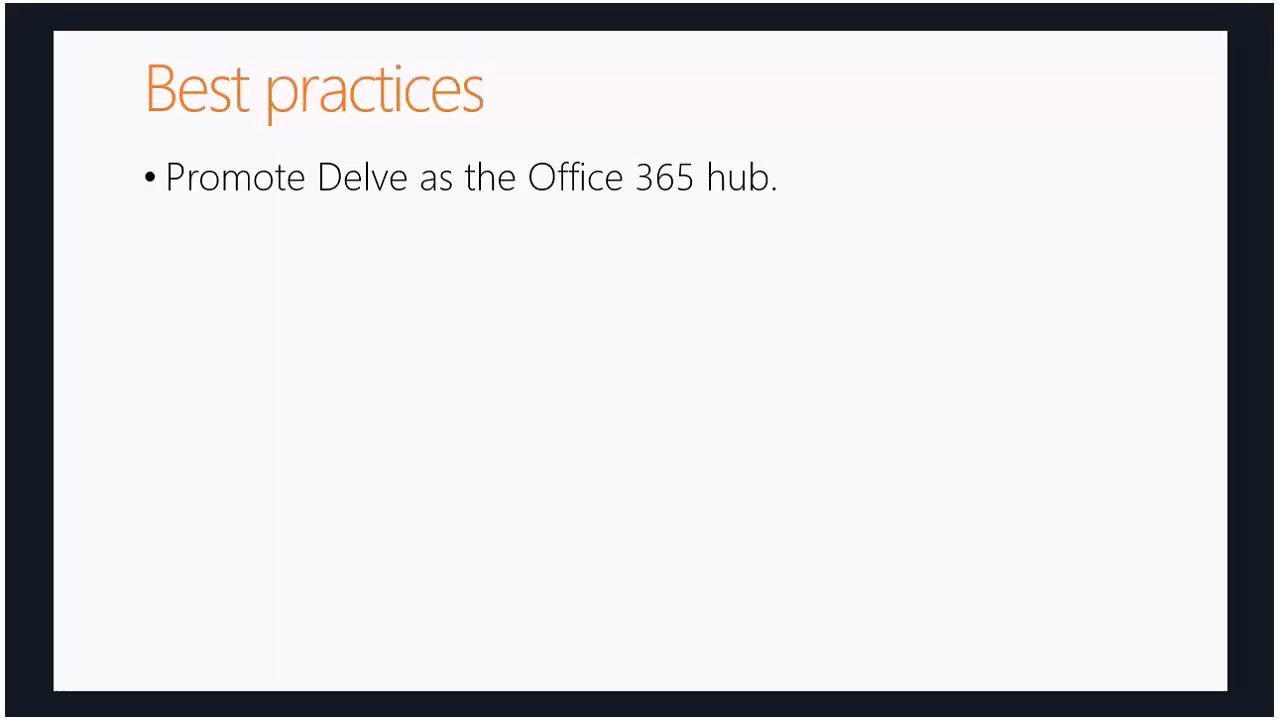 Best practices
• Promote Delve as the Office 365 hub.